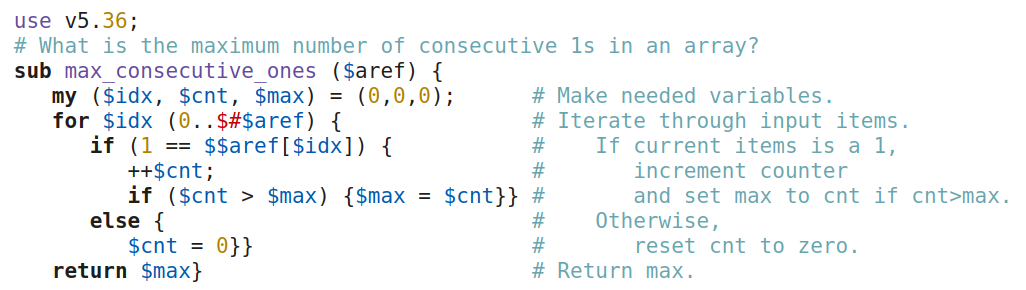 use v5.36;
# What is the maximum number of consecutive 1s in an array?
sub max_consecutive_ones ($aref) {
   my ($idx, $cnt, $max) = (0,0,0);      # Make needed variables.
   for $idx (0..$#$aref) {               # Iterate through input items.
      if (1 == $$aref[$idx]) {           #    If current items is a 1,
         ++$cnt;                         #       increment counter
         if ($cnt > $max) {$max = $cnt}} #       and set max to cnt if cnt>max.
      else {                             #    Otherwise,
         $cnt = 0}}                      #       reset cnt to zero.
   return $max}                          # Return max.